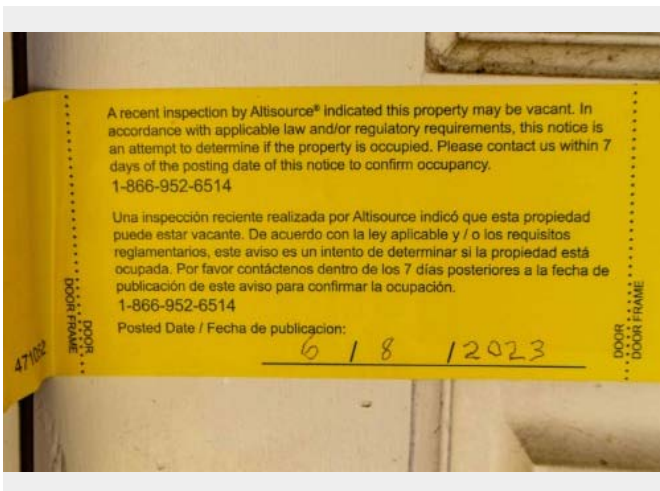 A recent inspection by Altisource® indicated this property may be vacant. In
accordance with applicable law and/or regulatory requirements, this notice is
an attempt to determine if the property is occupied. Please contact us within 7
days of the posting date of this notice to confirm occupancy.
1-866-952-6514
Una inspección reciente realizada por Altisource indicó que esta propiedad
puede estar vacante. De acuerdo con la ley aplicable y / o los requisitos
reglamentarios, este aviso es un intento de determinar si la propiedad está
ocupada. Por favor contáctenos dentro de los 7 días posteriores a la fecha de
publicación de este aviso para confirmar la ocupación.
1-866-952-6514
Posted Date / Fecha de publicacion:
6 / 8 / 2023
DOOR FRAME
DOOR
DOOR
DOOR FRAME